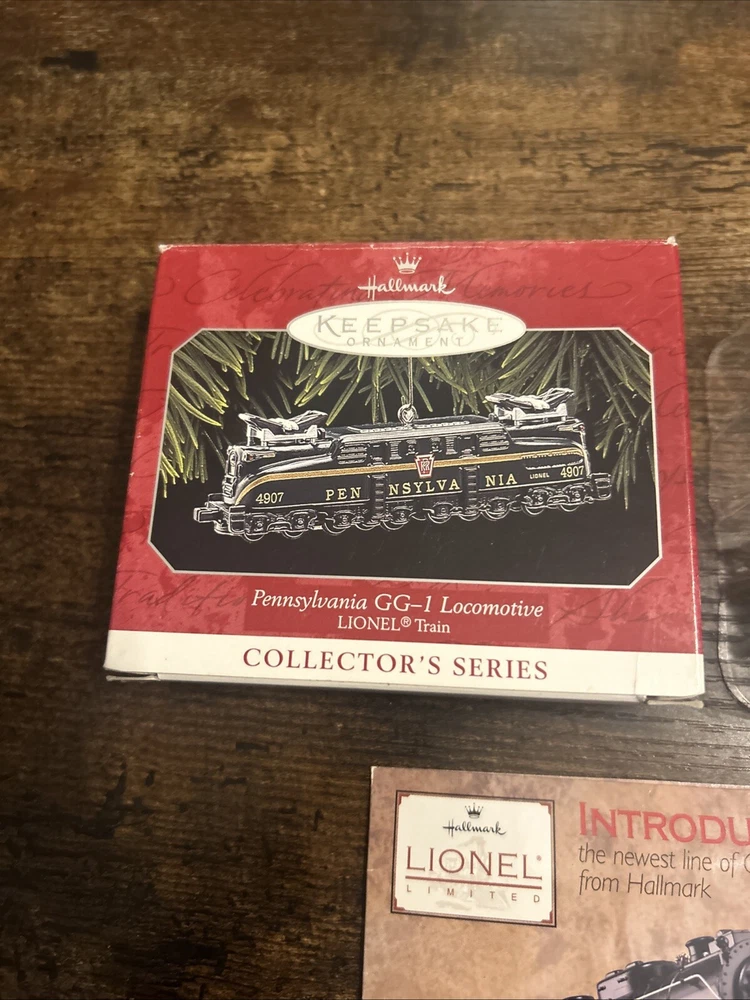 Hallmark
KEEPSAKE
ORNAMENT
4907 PENNSYLVANIA LIONEL 4907
Pennsylvania GG–1 Locomotive
LIONEL® Train
COLLECTOR'S SERIES
Hallmark
LIONEL®
LIMITED
INTRODU
the newest line of
from Hallmark